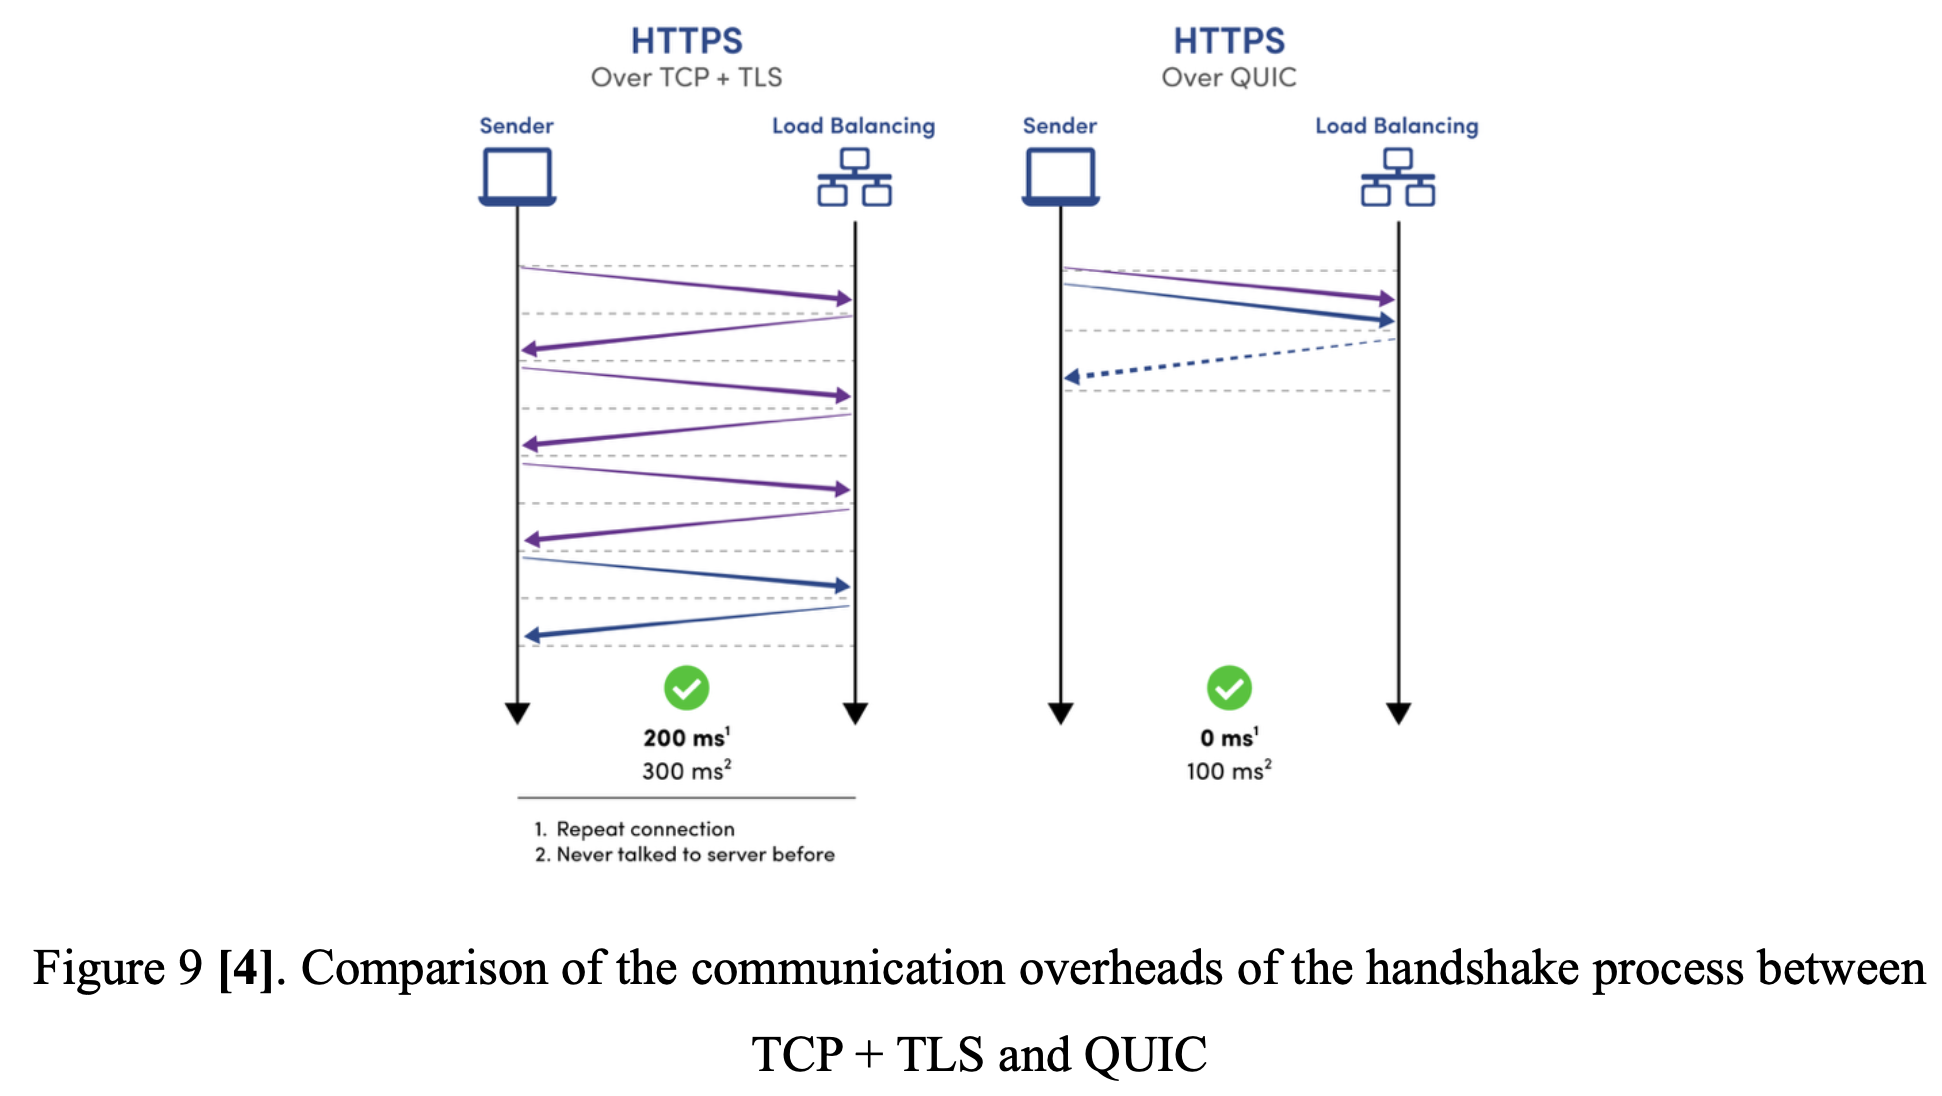 HTTPS
Over TCP + TLS
Sender
Load Balancing
200 ms¹
300 ms²
1. Repeat connection
2. Never talked to server before
HTTPS
Over QUIC
Sender
Load Balancing
0 ms¹
100 ms²
Figure 9 [4]. Comparison of the communication overheads of the handshake process between
TCP + TLS and QUIC